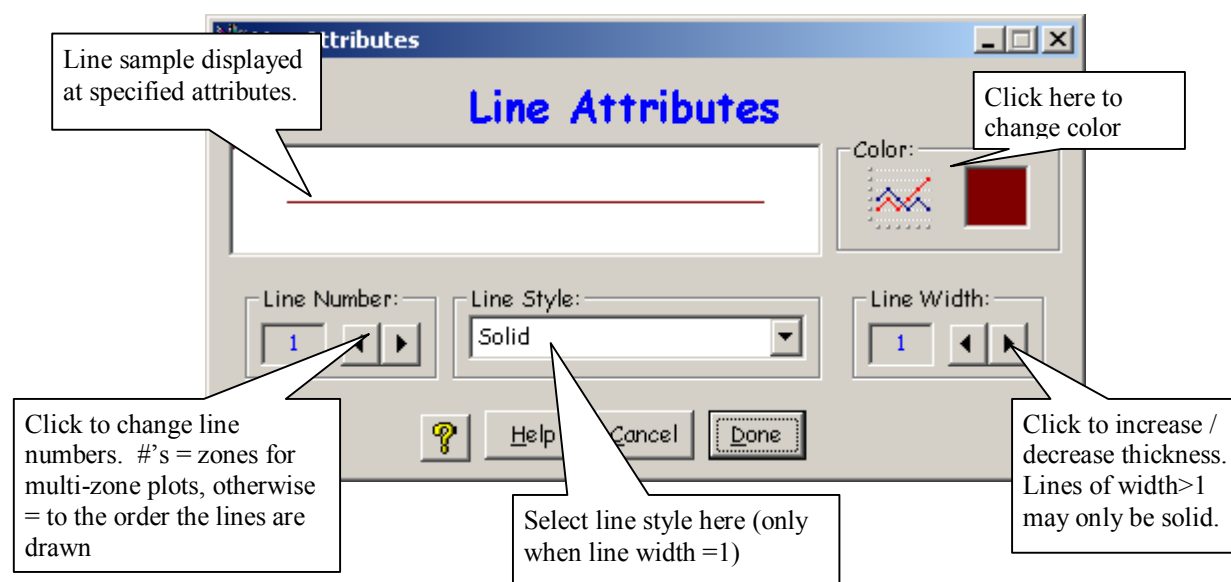 Line sample displayed
at specified attributes.
Attributes
Line Attributes
Click here to
change color
Color:
Line Number:
1
Line Style:
Solid
Line Width:
1
Click to change line
numbers. #'s = zones for
multi-zone plots, otherwise
= to the order the lines are
drawn
?
Help
Cancel
Done
Select line style here (only
when line width =1)
Click to increase /
decrease thickness.
Lines of width>1
may only be solid.